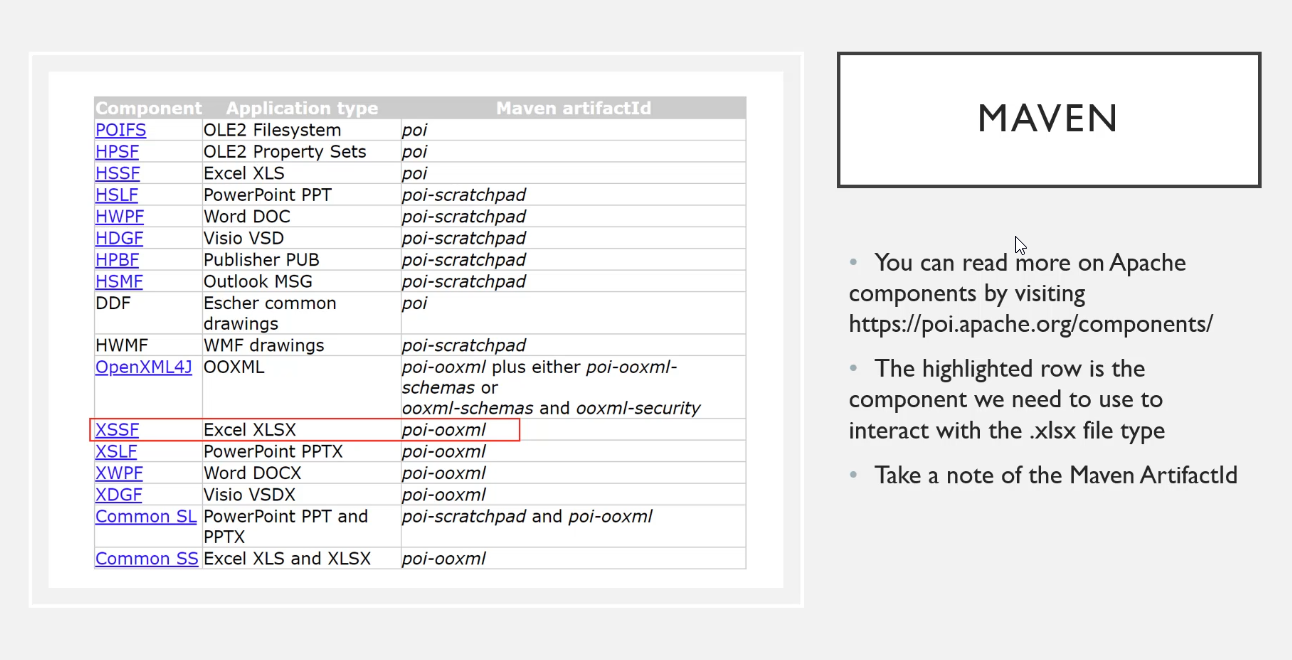 Component Application type Maven artifactId
POIFS OLE2 Filesystem poi
HPSF OLE2 Property Sets poi
HSSF Excel XLS poi
HSLF PowerPoint PPT poi-scratchpad
HWPF Word DOC poi-scratchpad
HDGF Visio VSD poi-scratchpad
HPBF Publisher PUB poi-scratchpad
HSMF Outlook MSG poi-scratchpad
DDF Escher common poi
drawings
HWMF WMF drawings poi-scratchpad
OpenXML4J OOXML poi-ooxml plus either poi-ooxml-
schemas or
ooxml-schemas and ooxml-security
XSSF Excel XLSX poi-ooxml
XSLF PowerPoint PPTX poi-ooxml
XWPF Word DOCX poi-ooxml
XDGF Visio VSDX poi-ooxml
Common SL PowerPoint PPT and poi-scratchpad and poi-ooxml
PPTX
Common SS Excel XLS and XLSX poi-ooxml
MAVEN
• You can read more on Apache
components by visiting
https://poi.apache.org/components/
• The highlighted row is the
component we need to use to
interact with the .xlsx file type
• Take a note of the Maven ArtifactId